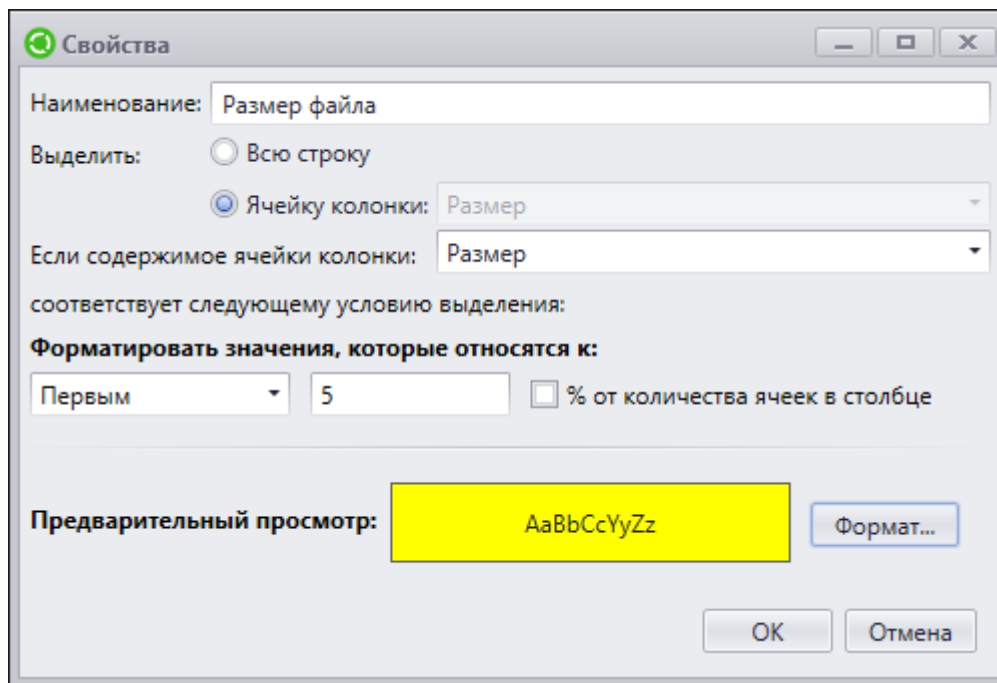 Свойства
Наименование: Размер файла
Выделить: Всю строку
Ячейку колонки: Размер
Если содержимое ячейки колонки: Размер
соответствует следующему условию выделения:
Форматировать значения, которые относятся к:
Первым 5 % от количества ячеек в столбце
Предварительный просмотр: AaBbCcYyZz Формат...
ОК Отмена